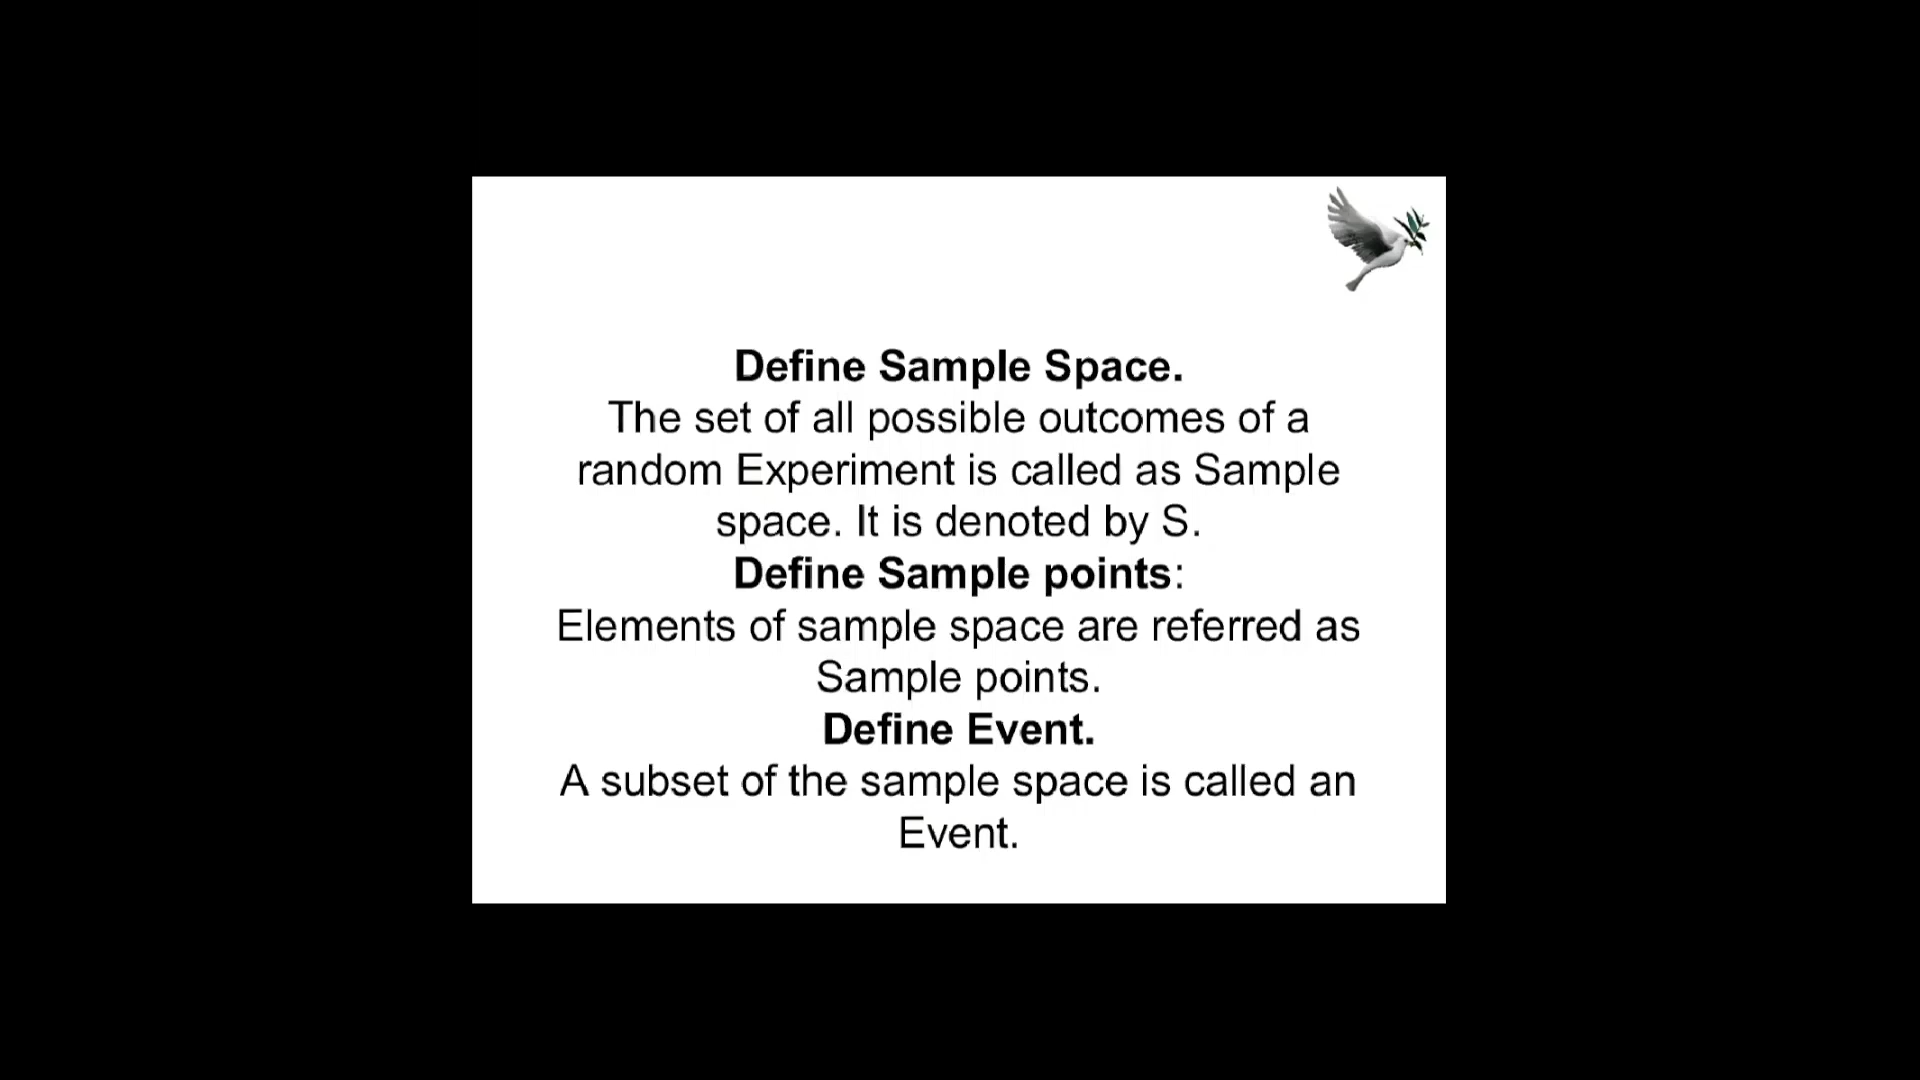 Define Sample Space.
The set of all possible outcomes of a
random Experiment is called as Sample
space. It is denoted by S.
Define Sample points:
Elements of sample space are referred as
Sample points.
Define Event.
A subset of the sample space is called an
Event.